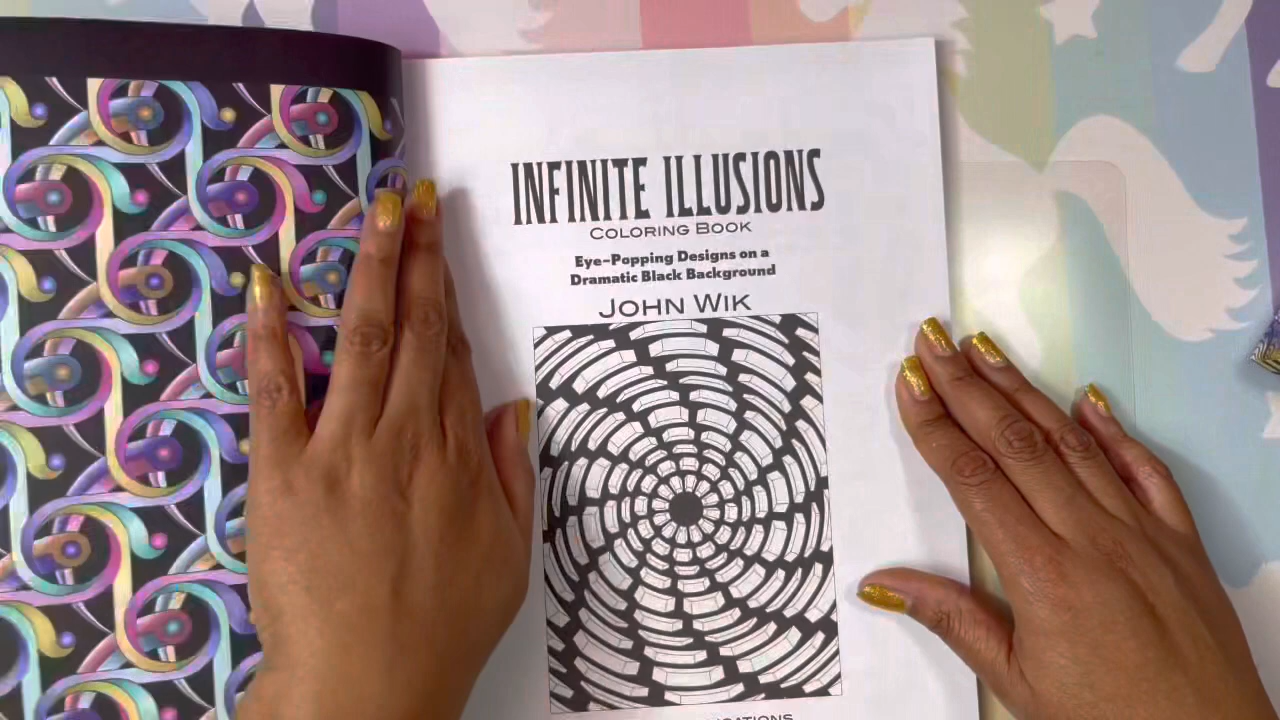 INFINITE ILLUSIONS
COLORING BOOK
Eye-Popping Designs on a
Dramatic Black Background
JOHN WIK